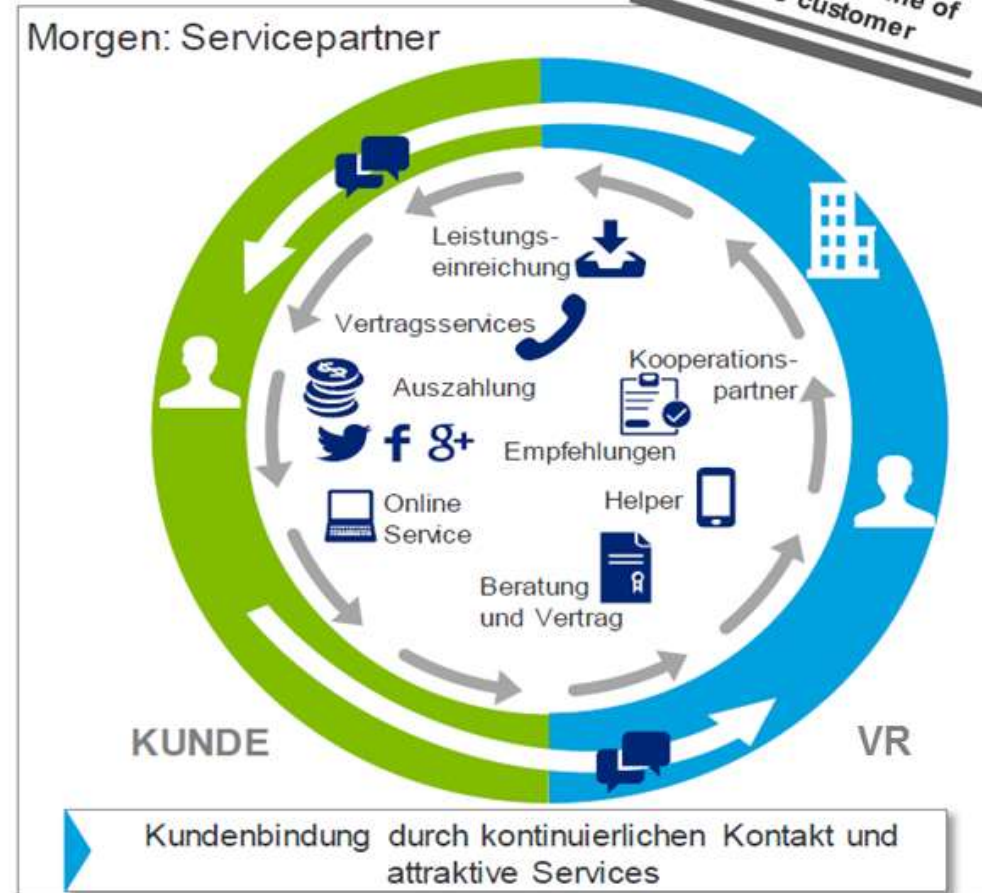 of
customer
Morgen: Servicepartner
Leistungs-
einreichung
Vertragsservices
Kooperations-
partner
Auszahlung
f g+
Empfehlungen
Online
Service
Helper
Beratung
und Vertrag
KUNDE
VR
Kundenbindung durch kontinuierlichen Kontakt und
attraktive Services